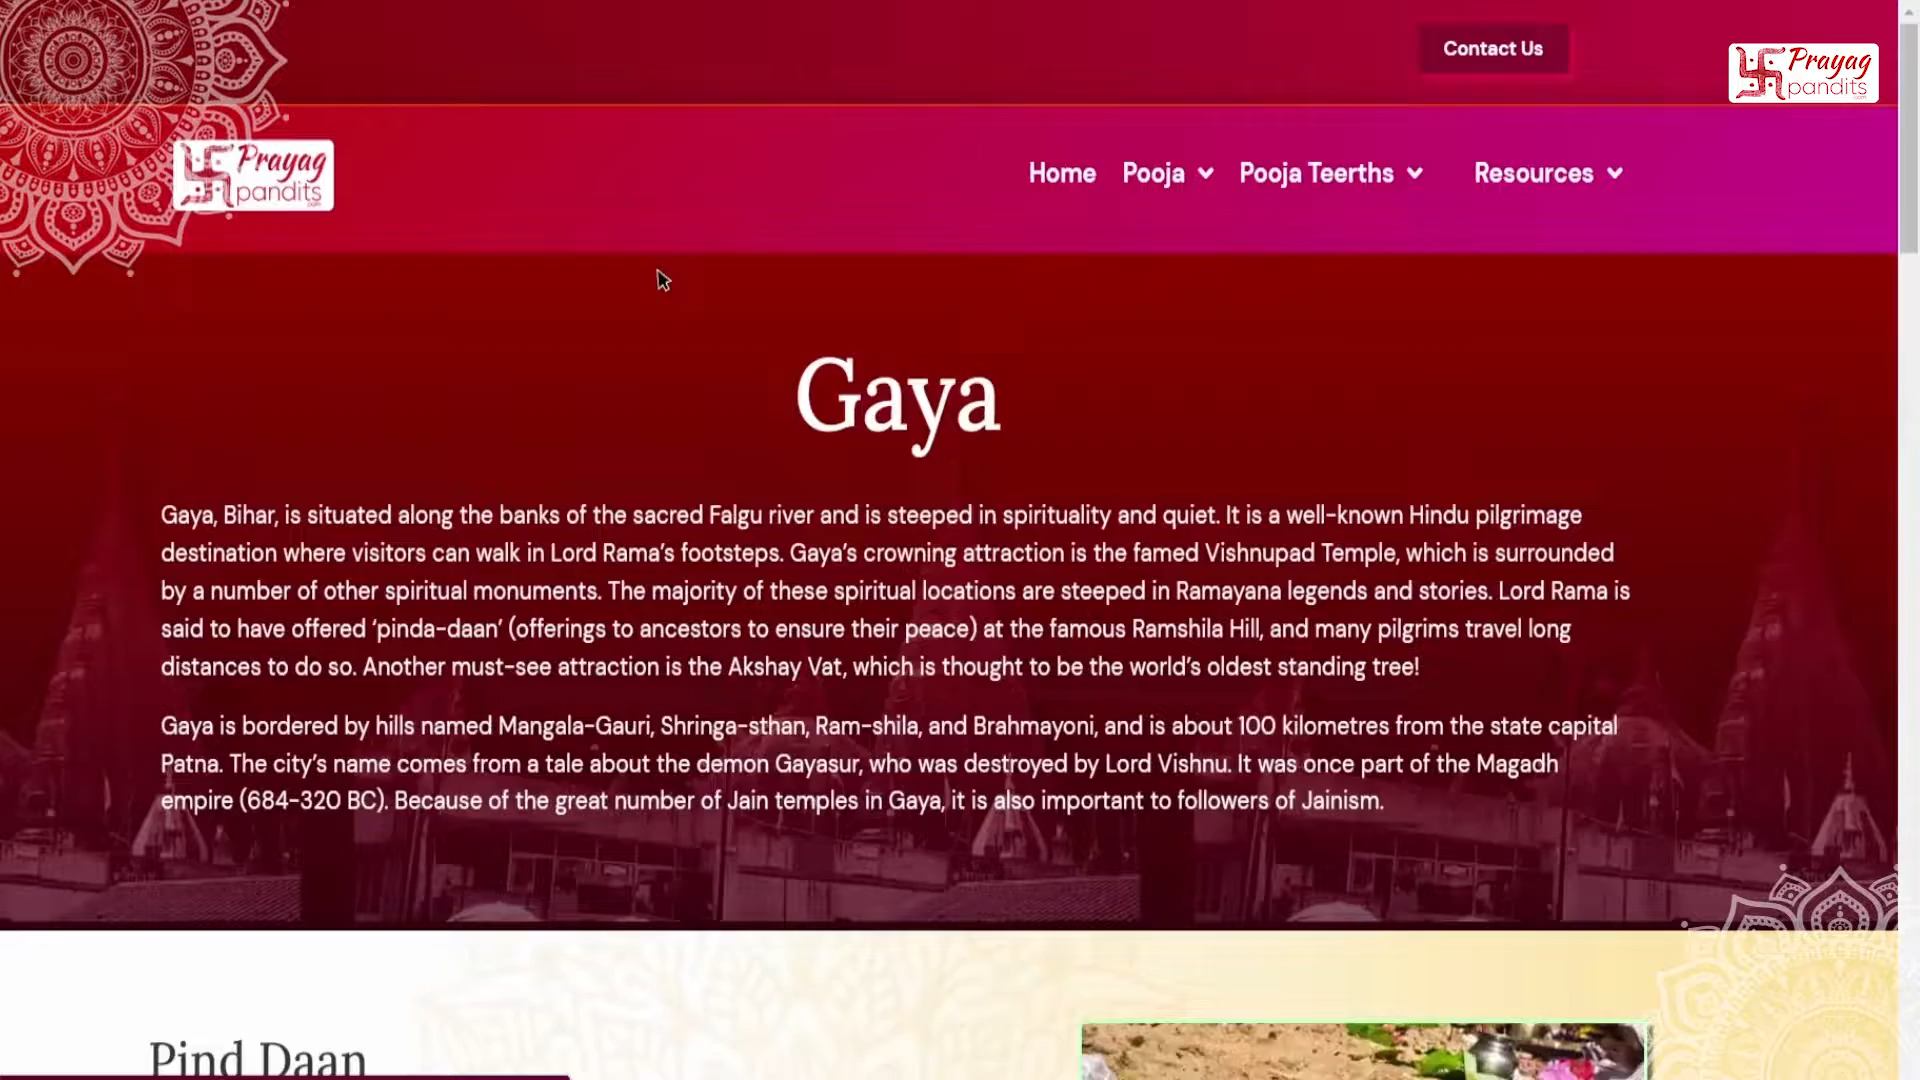 Contact Us
Prayag
pandits
Prayag
pandits
Home Pooja Pooja Teerths Resources
Gaya
Gaya, Bihar, is situated along the banks of the sacred Falgu river and is steeped in spirituality and quiet. It is a well-known Hindu pilgrimage
destination where visitors can walk in Lord Rama’s footsteps. Gaya’s crowning attraction is the famed Vishnupad Temple, which is surrounded
by a number of other spiritual monuments. The majority of these spiritual locations are steeped in Ramayana legends and stories. Lord Rama is
said to have offered ‘pinda-daan’ (offerings to ancestors to ensure their peace) at the famous Ramshila Hill, and many pilgrims travel long
distances to do so. Another must-see attraction is the Akshay Vat, which is thought to be the world’s oldest standing tree!
Gaya is bordered by hills named Mangala-Gauri, Shringa-sthan, Ram-shila, and Brahmayoni, and is about 100 kilometres from the state capital
Patna. The city’s name comes from a tale about the demon Gayasur, who was destroyed by Lord Vishnu. It was once part of the Magadh
empire (684-320 BC). Because of the great number of Jain temples in Gaya, it is also important to followers of Jainism.
Pind Daan